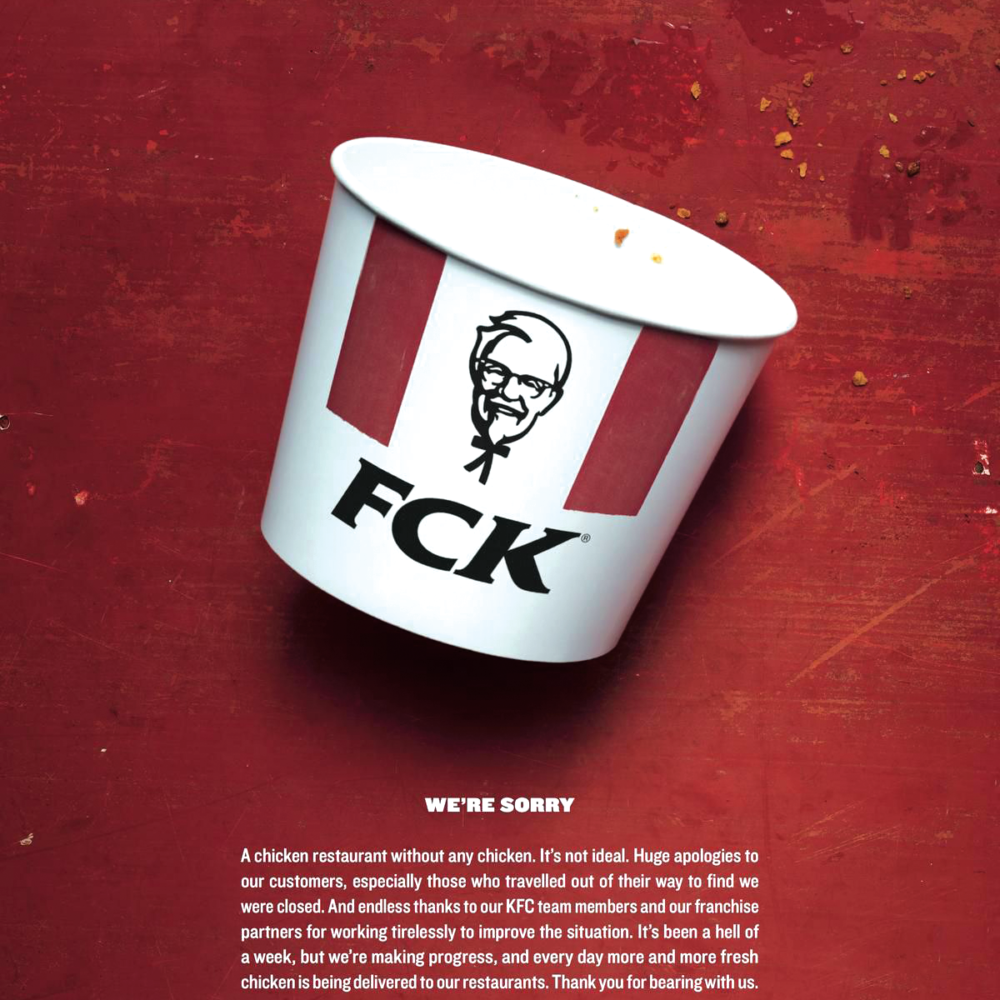 FCK®
WE'RE SORRY
A chicken restaurant without any chicken. It's not ideal. Huge apologies to
our customers, especially those who travelled out of their way to find we
were closed. And endless thanks to our KFC team members and our franchise
partners for working tirelessly to improve the situation. It's been a hell of
a week, but we're making progress, and every day more and more fresh
chicken is being delivered to our restaurants. Thank you for bearing with us.